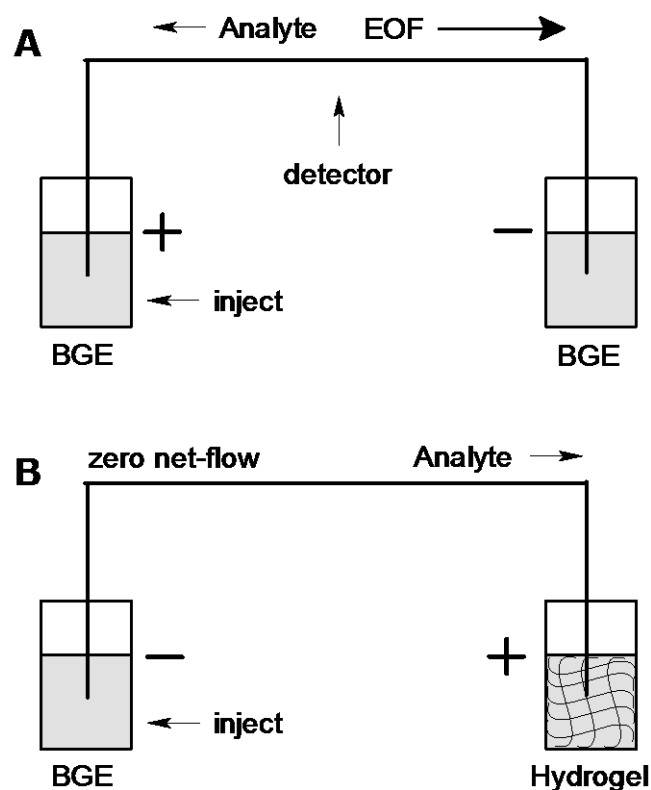 A
Analyte EOF
detector
+
−
inject
BGE
BGE
B
zero net-flow
Analyte
−
+
inject
BGE
Hydrogel